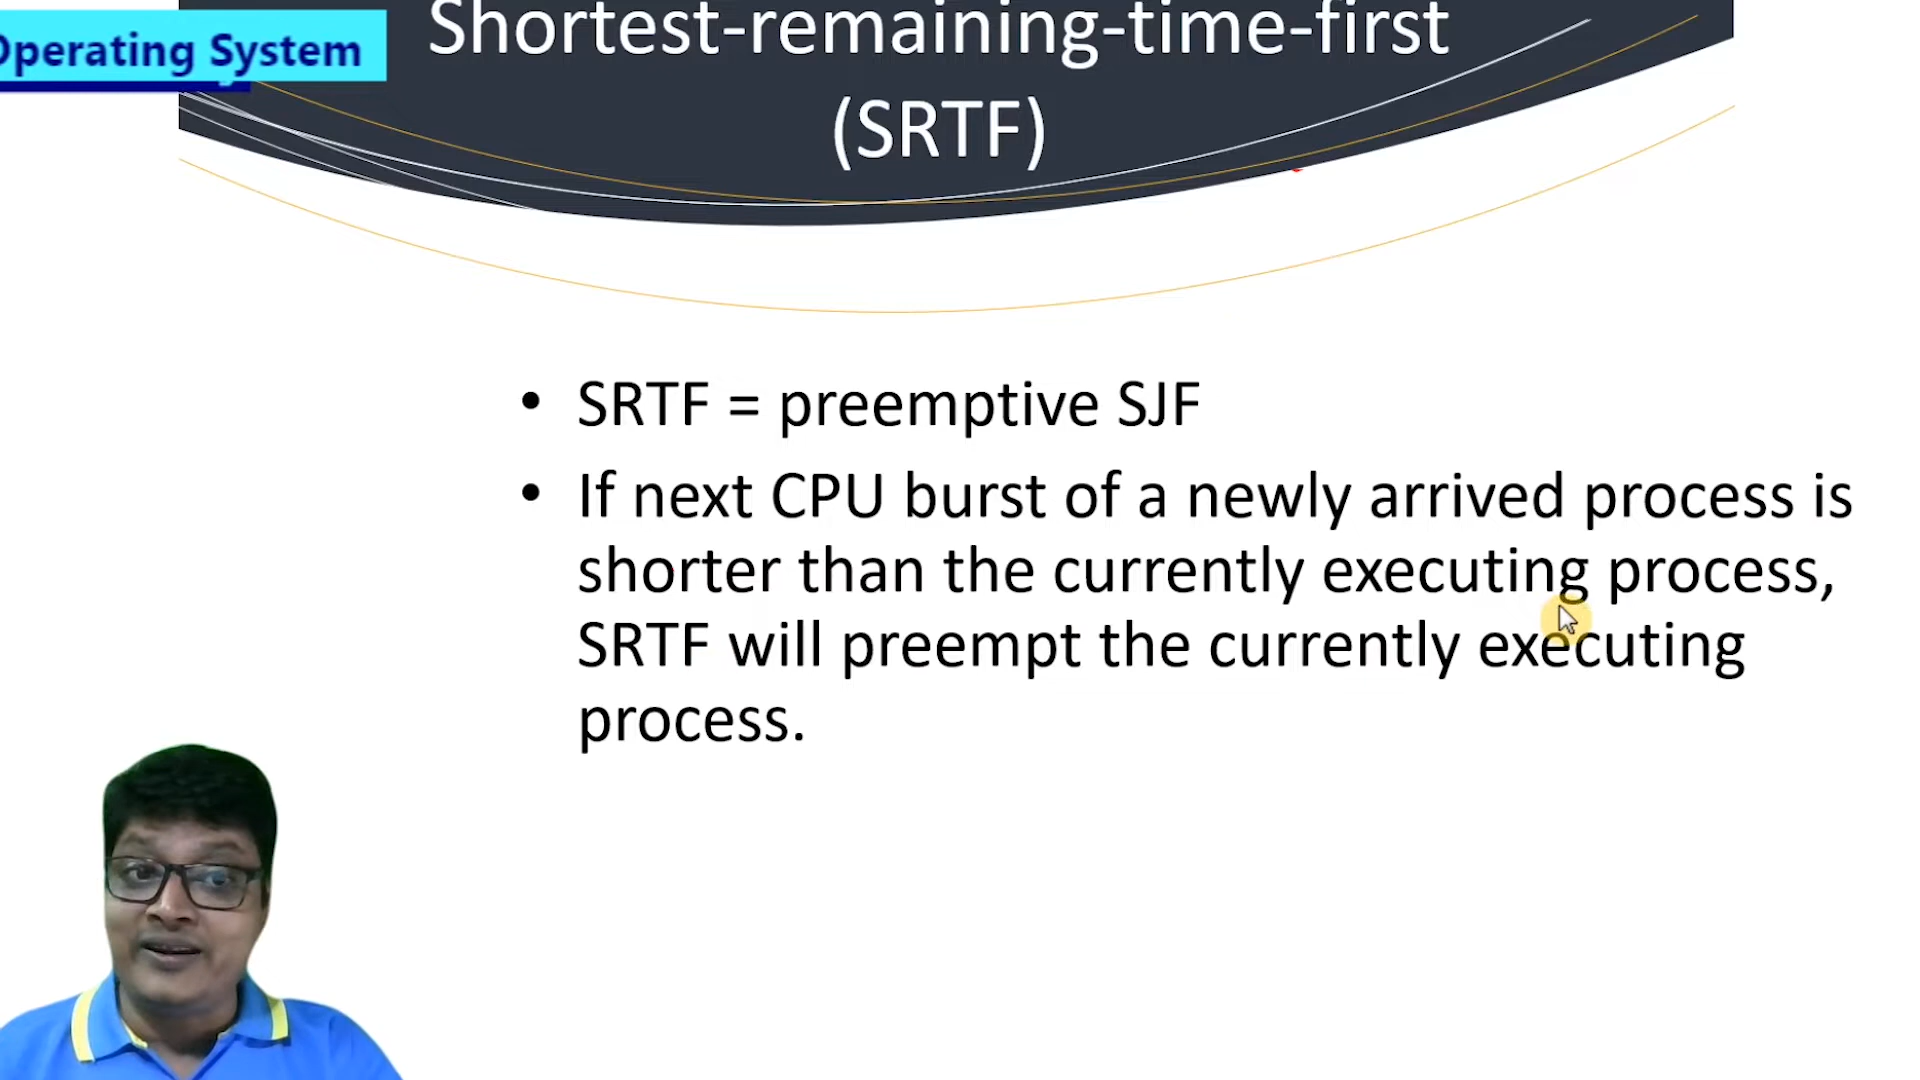 Operating System
Shortest-remaining-time-first
(SRTF)
• SRTF = preemptive SJF
• If next CPU burst of a newly arrived process is
shorter than the currently executing process,
SRTF will preempt the currently executing
process.